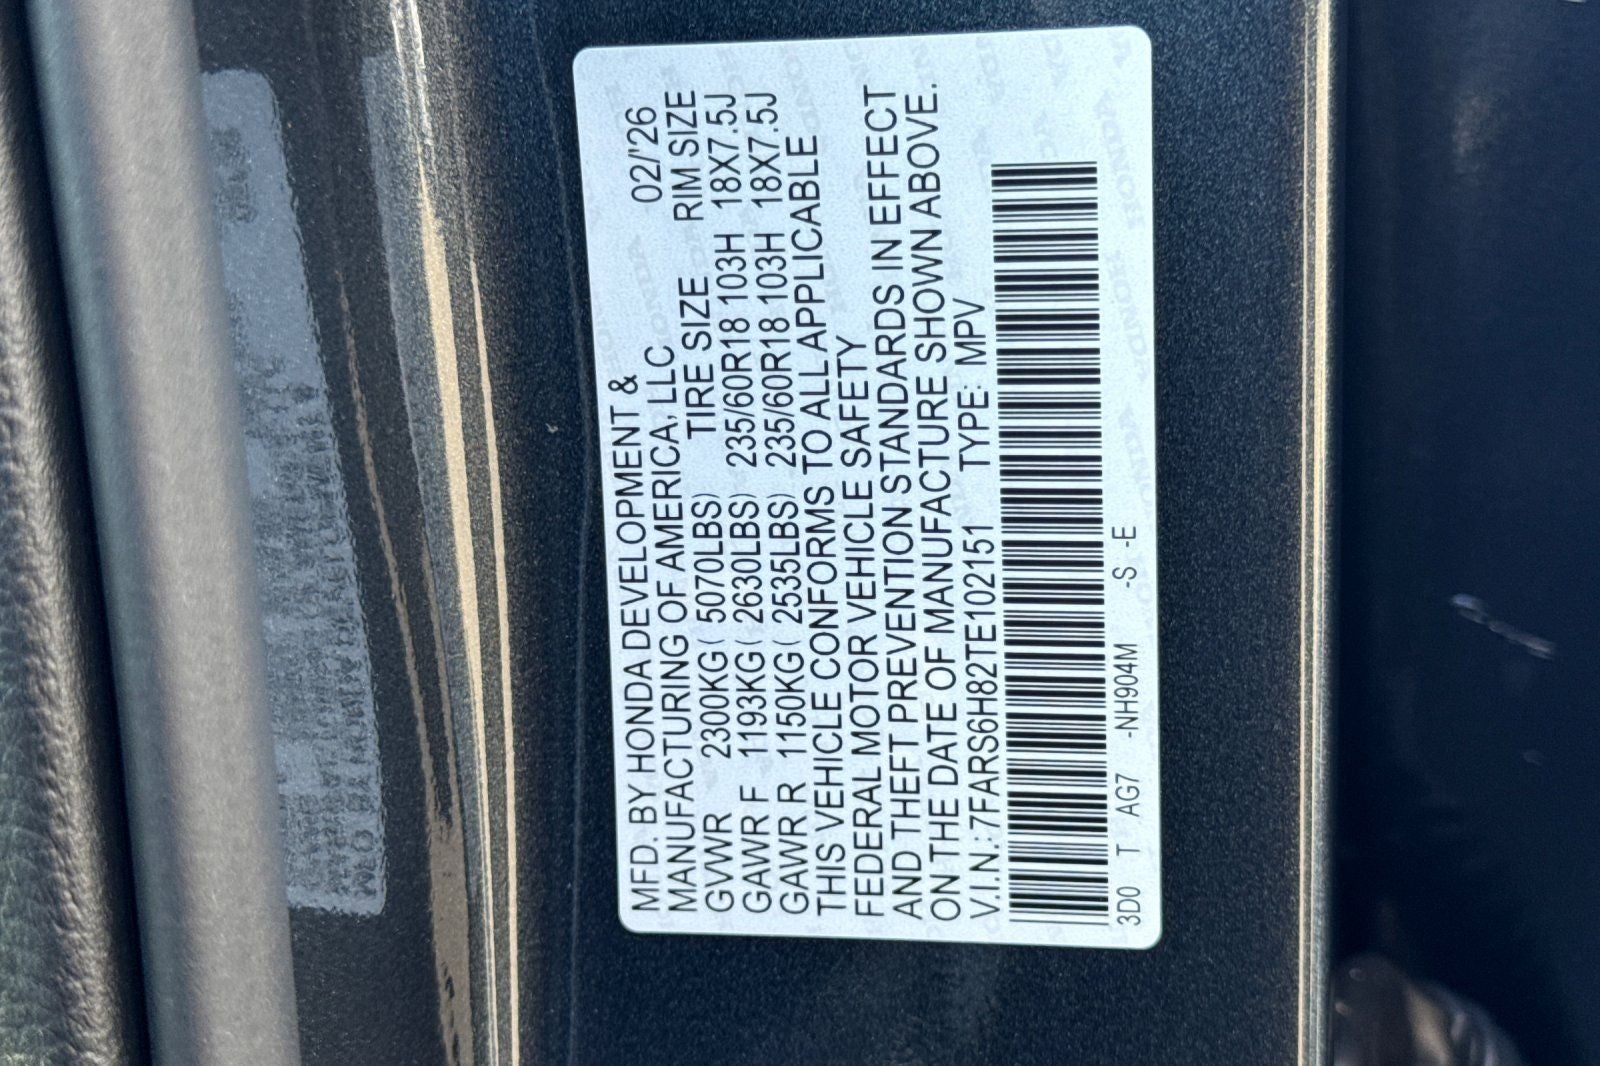 MFD. BY HONDA DEVELOPMENT &
MANUFACTURING OF AMERICA, LLC 02/'26
GVWR 2300KG ( 5070LBS) TIRE SIZE RIM SIZE
GAWR F 1193KG ( 2630LBS) 235/60R18 103H 18X7.5J
GAWR R 1150KG ( 2535LBS) 235/60R18 103H 18X7.5J
THIS VEHICLE CONFORMS TO ALL APPLICABLE
FEDERAL MOTOR VEHICLE SAFETY
AND THEFT PREVENTION STANDARDS IN EFFECT
ON THE DATE OF MANUFACTURE SHOWN ABOVE.
V.I.N.: 7FARS6H82TE102151 TYPE: MPV
3D0 T AG7 -NH904M -S -E